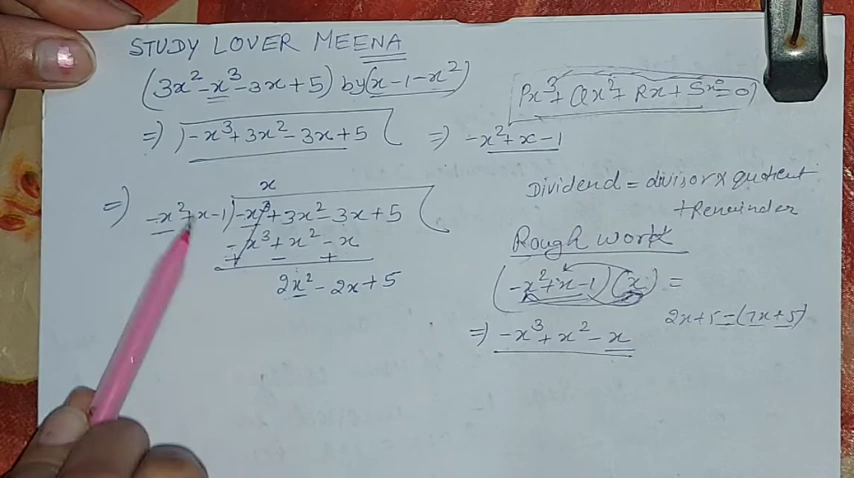 STUDY LOVER MEENA
(3x²-x³-3x+5) by (x-1-x²)
Px³+Qx²+Rx+Sx⁰=0
⇒) -x³+3x²-3x+5
⇒) -x²+x-1
Dividend = divisor x quotient
+Remainder
x
⇒) -x²+x-1) -x³+3x²-3x+5
-x³+x²-x
+ - +
2x²-2x+5
Rough work
(-x²+x-1)(x)=
⇒) -x³+x²-x
2x+5=(7x+5)